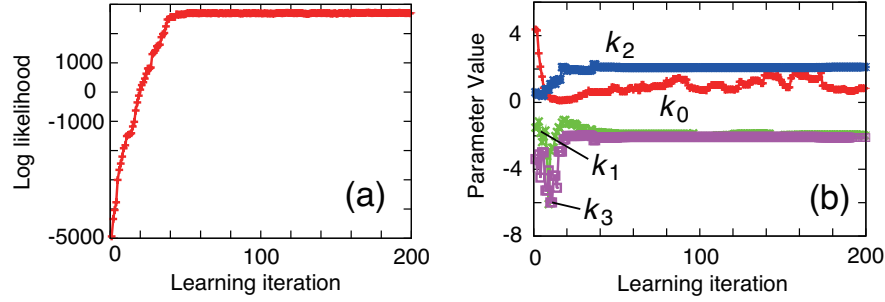 1000
0
-1000
-5000
Log likelihood
0
100
200
Learning iteration
(a)
4
0
-4
-8
Parameter Value
k2
k0
k1
k3
0
100
200
Learning iteration
(b)